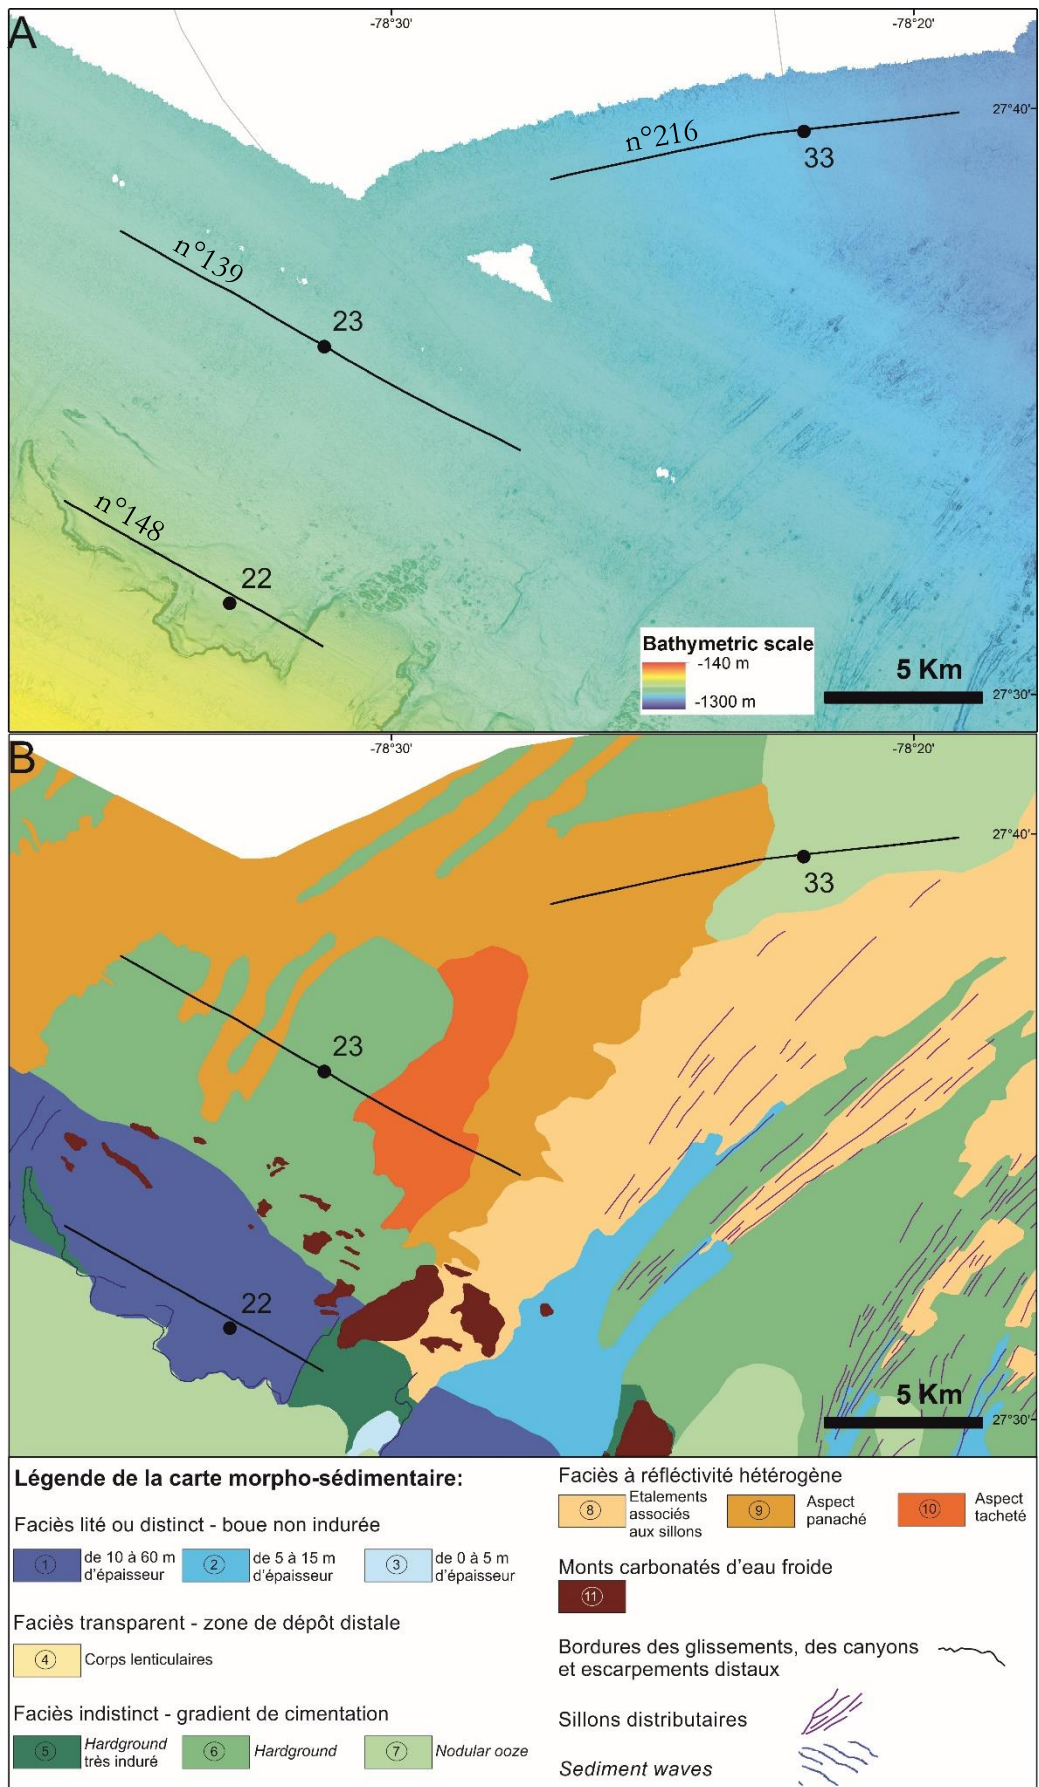 A
-78°30'
-78°20'
27°40'
n°216
33
n°139
23
n°148
22
Bathymetric scale
-140 m
-1300 m
5 Km
27°30'
B
-78°30'
-78°20'
27°40'
33
23
22
5 Km
27°30'
Légende de la carte morpho-sédimentaire:
Faciès lité ou distinct - boue non indurée
1 de 10 à 60 m
d'épaisseur
2 de 5 à 15 m
d'épaisseur
3 de 0 à 5 m
d'épaisseur
Faciès transparent - zone de dépôt distale
4 Corps lenticulaires
Faciès indistinct - gradient de cimentation
5 Hardground
très induré
6 Hardground
7 Nodular ooze
Faciès à réfléctivité hétérogène
8 Etalements
associés
aux sillons
9 Aspect
panaché
10 Aspect
tacheté
Monts carbonatés d'eau froide
11
Bordures des glissements, des canyons
et escarpements distaux
Sillons distributaires
Sediment waves